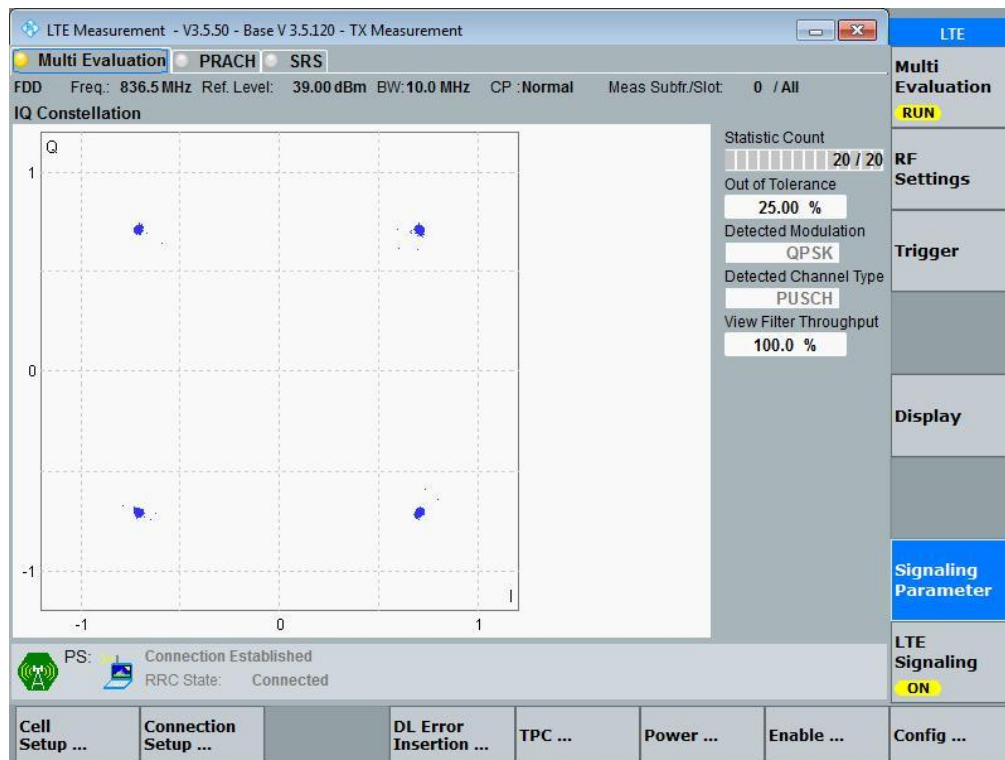 LTE Measurement - V3.5.50 - Base V 3.5.120 - TX Measurement
LTE
Multi Evaluation PRACH SRS
FDD Freq.: 836.5 MHz Ref. Level: 39.00 dBm BW: 10.0 MHz CP : Normal Meas Subfr./Slot: 0 / All
IQ Constellation
Q
1
0
-1
-1 0 1
I
Statistic Count
20 / 20
Out of Tolerance
25.00 %
Detected Modulation
QPSK
Detected Channel Type
PUSCH
View Filter Throughput
100.0 %
Multi
Evaluation
RUN
RF
Settings
Trigger
Display
Signaling
Parameter
LTE
Signaling
ON
PS: Connection Established
RRC State: Connected
Cell
Setup ...
Connection
Setup ...
DL Error
Insertion ...
TPC ...
Power ...
Enable ...
Config ...